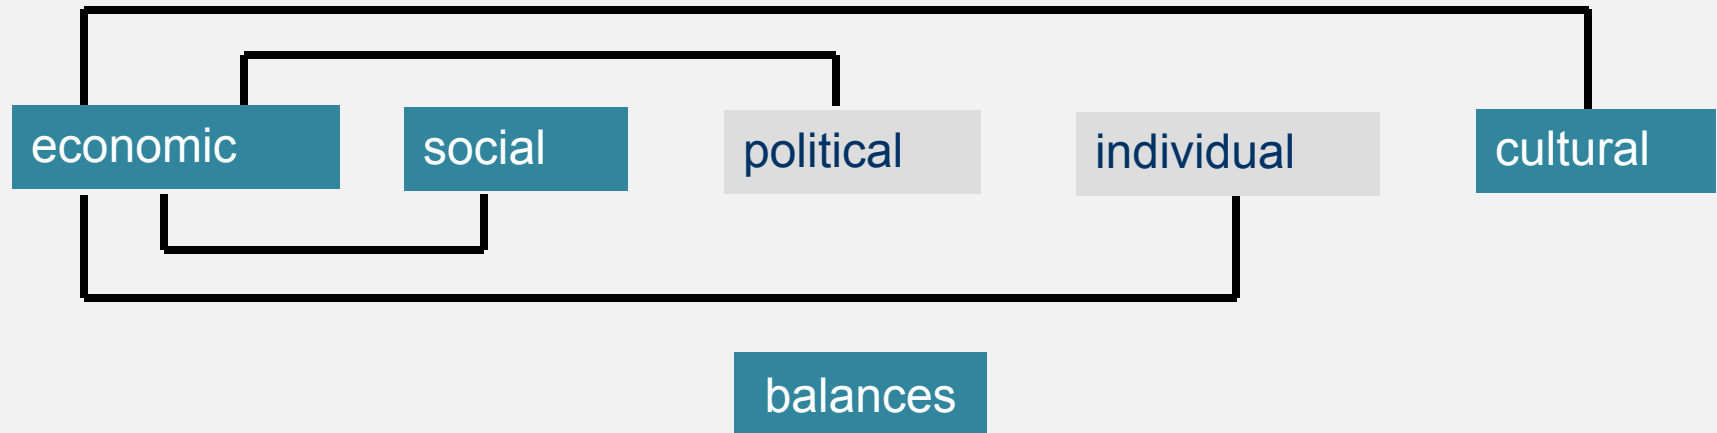 economic
social
political
individual
cultural
balances